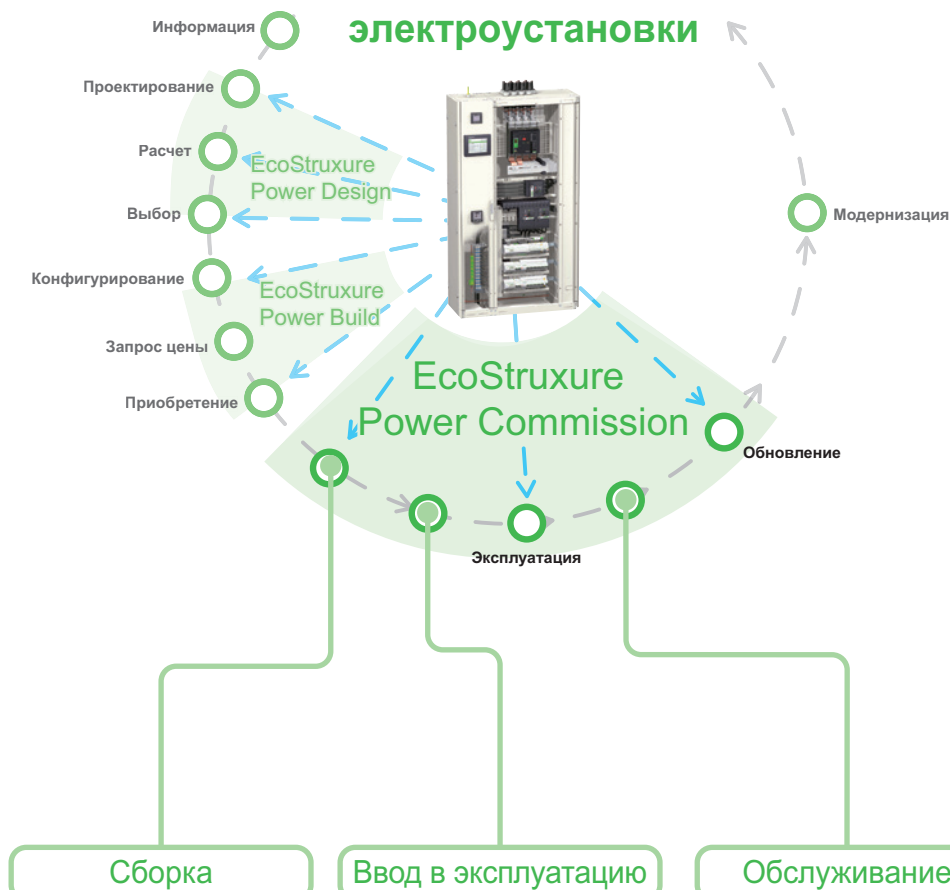 электроустановки
Информация
Проектирование
Расчет
EcoStruxure
Power Design
Выбор
Модернизация
Конфигурирование
EcoStruxure
Power Build
Запрос цены
Приобретение
EcoStruxure
Power Commission
Обновление
Эксплуатация
Сборка
Ввод в эксплуатацию
Обслуживание